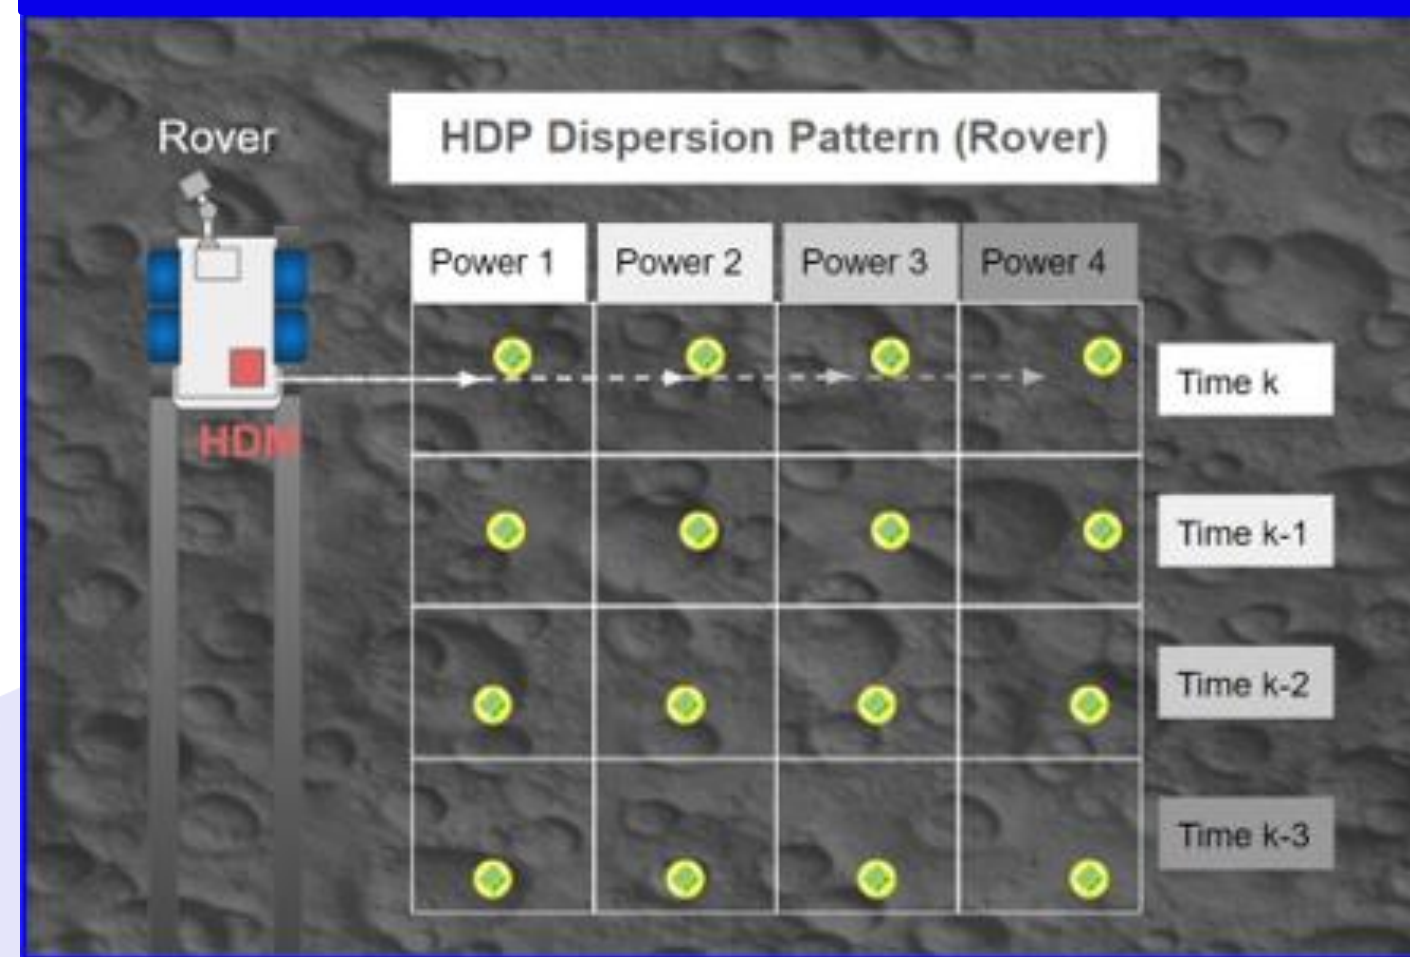 Rover
HDP Dispersion Pattern (Rover)
Power 1
Power 2
Power 3
Power 4
Time k
HDM
Time k-1
Time k-2
Time k-3